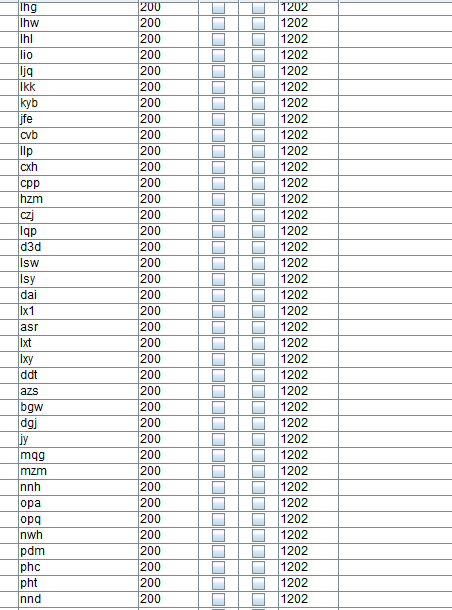 lhg 200 1202
lhw 200 1202
lhl 200 1202
lio 200 1202
ljq 200 1202
lkk 200 1202
kyb 200 1202
jfe 200 1202
cvb 200 1202
llp 200 1202
cxh 200 1202
cpp 200 1202
hzm 200 1202
czj 200 1202
lqp 200 1202
d3d 200 1202
lsw 200 1202
lsy 200 1202
dai 200 1202
lx1 200 1202
asr 200 1202
lxt 200 1202
lxy 200 1202
ddt 200 1202
azs 200 1202
bgw 200 1202
dgj 200 1202
jy 200 1202
mqg 200 1202
mzm 200 1202
nnh 200 1202
opa 200 1202
opq 200 1202
nwh 200 1202
pdm 200 1202
phc 200 1202
pht 200 1202
nnd 200 1202